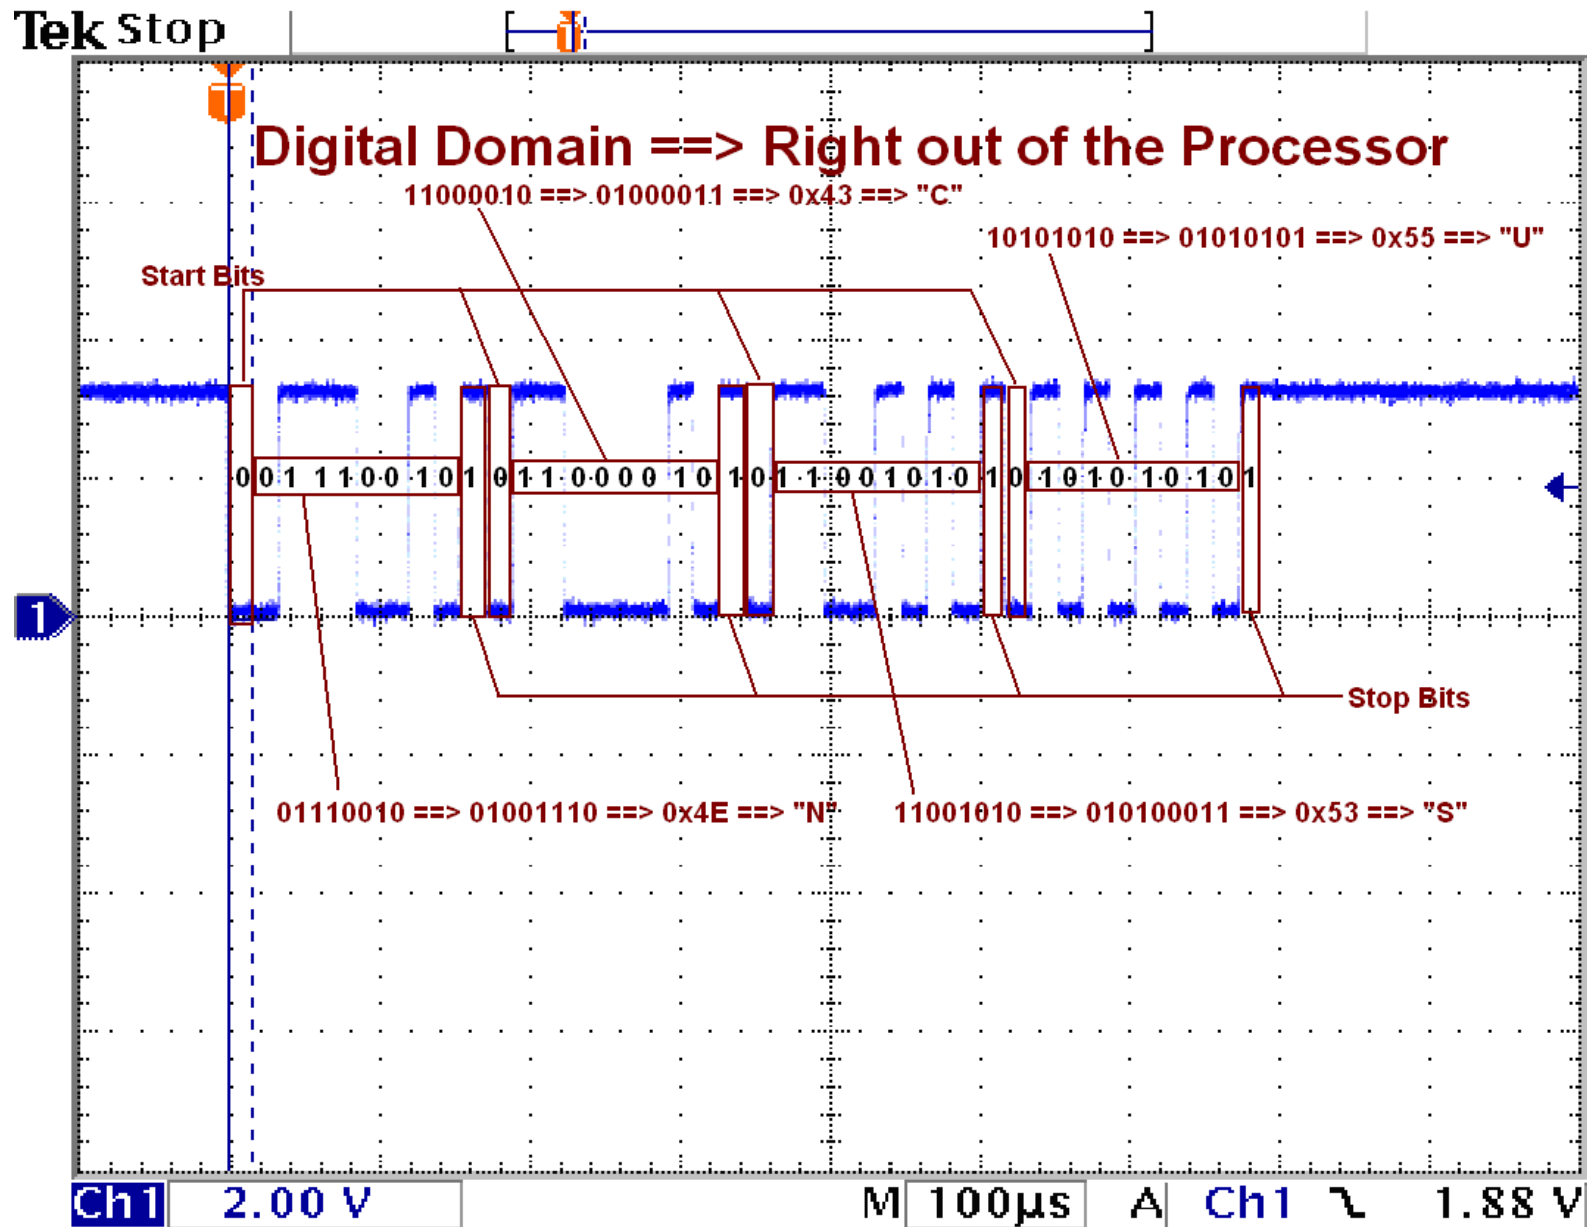 Tek Stop
Digital Domain ==> Right out of the Processor
11000010 ==> 01000011 ==> 0x43 ==> "C"
10101010 ==> 01010101 ==> 0x55 ==> "U"
Start Bits
0 0 1 1 1 0 0 1 0 1 0 1 1 0 0 0 0 1 0 1 0 1 1 0 0 1 0 1 0 1 0 1 0 1 0 1 0 1 0 1
1
Stop Bits
01110010 ==> 01001110 ==> 0x4E ==> "N"
11001010 ==> 010100011 ==> 0x53 ==> "S"
Ch1 2.00 V M 100µs A Ch1 1.88 V